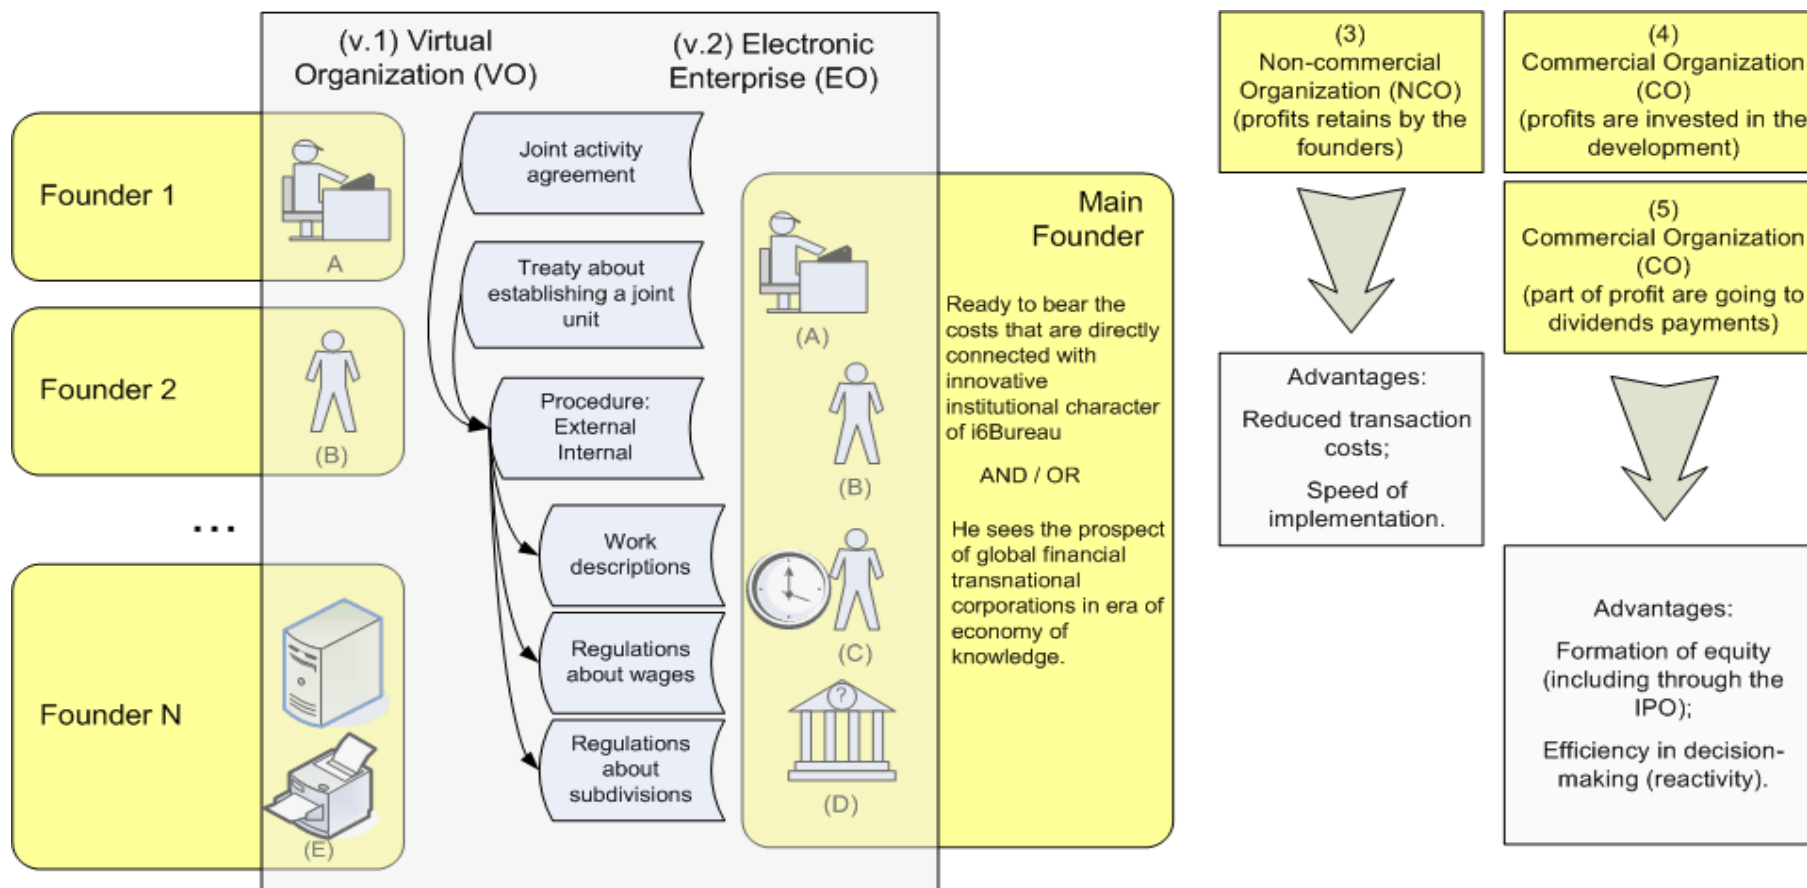 (v.1) Virtual
Organization (VO)
(v.2) Electronic
Enterprise (EO)
Founder 1
A
Founder 2
(B)
...
Founder N
(E)
Joint activity
agreement
Treaty about
establishing a joint
unit
Procedure:
External
Internal
Work
descriptions
Regulations
about wages
Regulations
about
subdivisions
Main
Founder
(A)
(B)
(C)
?
(D)
Ready to bear the
costs that are directly
connected with
innovative
institutional character
of i6Bureau
AND / OR
He sees the prospect
of global financial
transnational
corporations in era of
economy of
knowledge.
(3)
Non-commercial
Organization (NCO)
(profits retains by the
founders)
Advantages:
Reduced transaction
costs;
Speed of
implementation.
(4)
Commercial Organization
(CO)
(profits are invested in the
development)
(5)
Commercial Organization
(CO)
(part of profit are going to
dividends payments)
Advantages:
Formation of equity
(including through the
IPO);
Efficiency in decision-
making (reactivity).